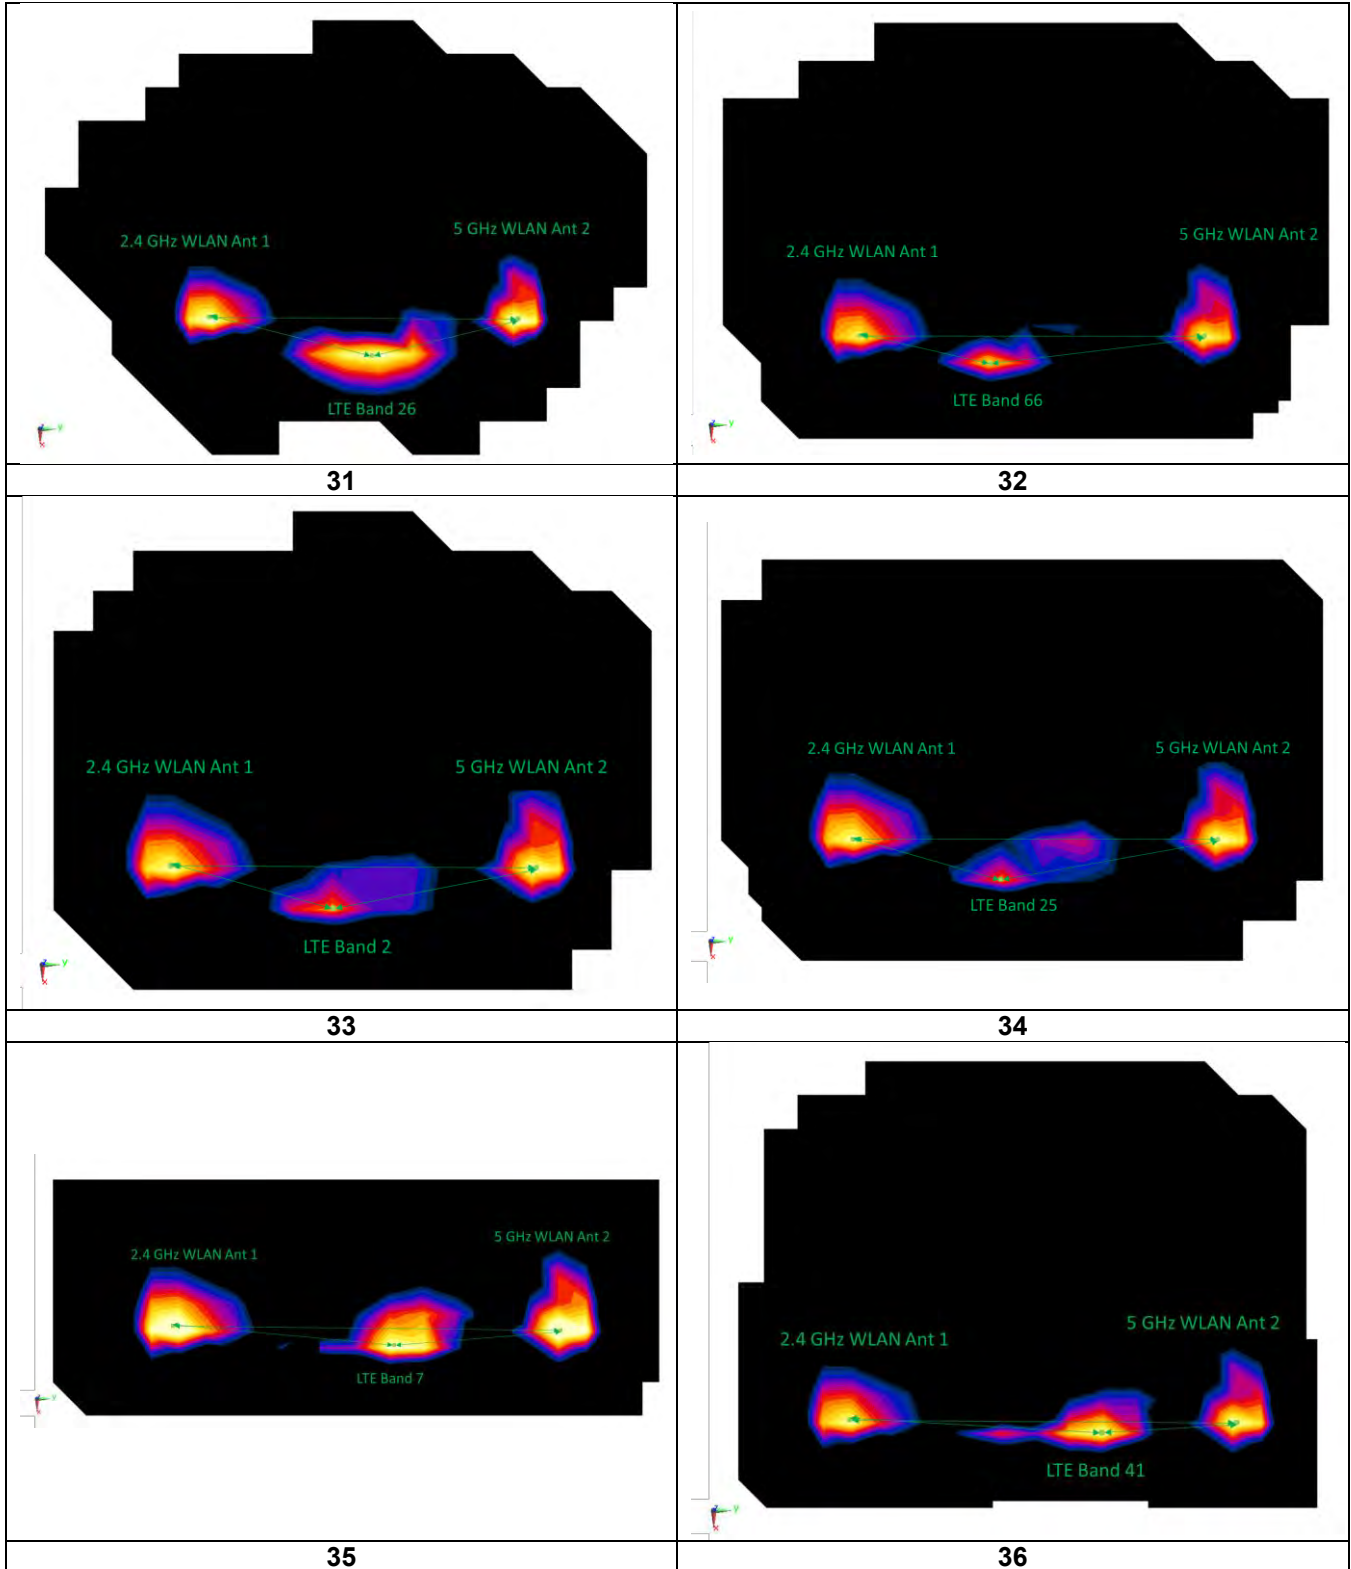 2.4 GHz WLAN Ant 1
5 GHz WLAN Ant 2
LTE Band 26
y
x
31
2.4 GHz WLAN Ant 1
5 GHz WLAN Ant 2
LTE Band 66
y
x
32
2.4 GHz WLAN Ant 1
5 GHz WLAN Ant 2
LTE Band 2
y
x
33
2.4 GHz WLAN Ant 1
5 GHz WLAN Ant 2
LTE Band 25
y
x
34
2.4 GHz WLAN Ant 1
5 GHz WLAN Ant 2
LTE Band 7
y
x
35
2.4 GHz WLAN Ant 1
5 GHz WLAN Ant 2
LTE Band 41
y
x
36